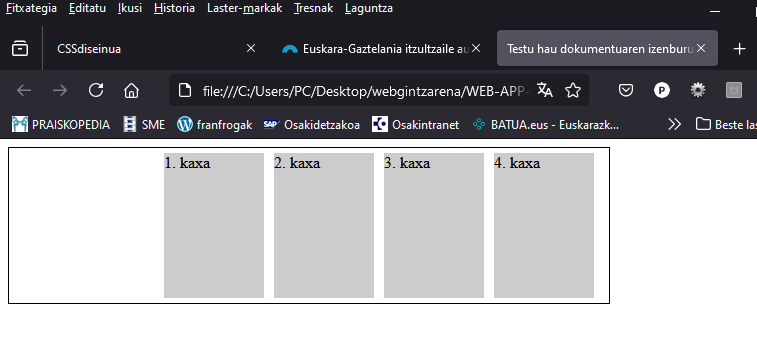 Fitxategia Editatu Ikusi Historia Laster-markak Tresnak Laguntza
CSSdiseinua Euskara-Gaztelania itzultzaile au Testu hau dokumentuaren izenburu
file:///C:/Users/PC/Desktop/webgintzarena/WEB-APP-
PRAISKOPEDIA SME franfrogak SAP Osakidetzakoa Osakintranet BATUA.eus - Euskarazk... Beste las
1. kaxa 2. kaxa 3. kaxa 4. kaxa